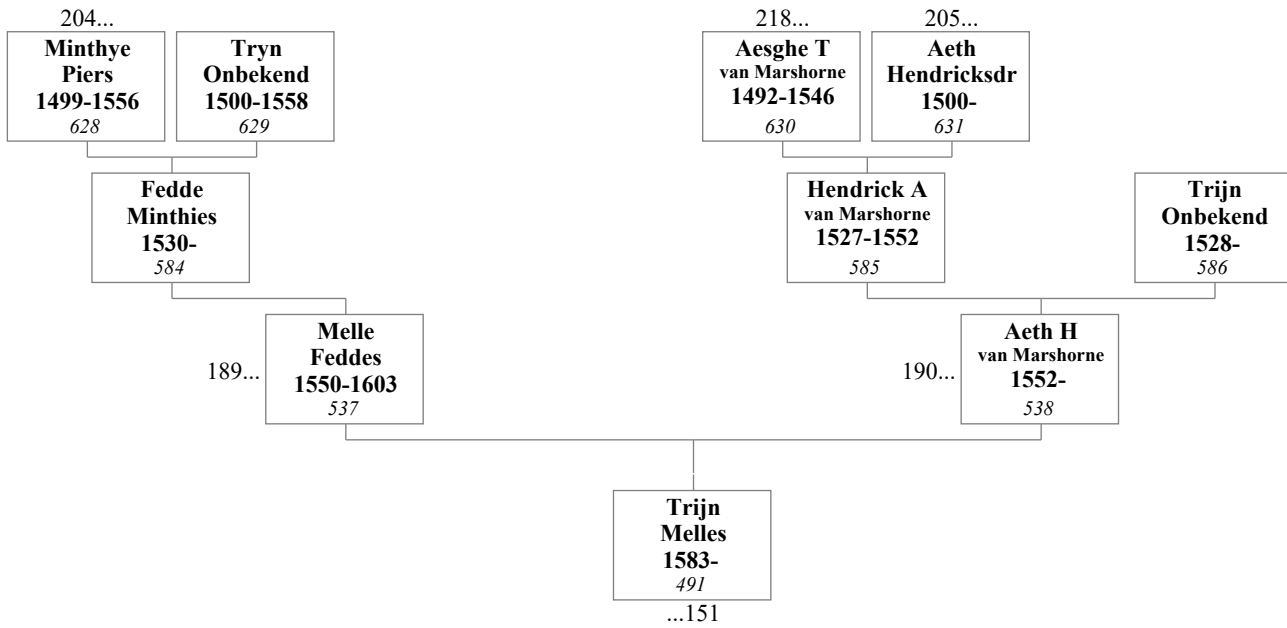 204...
Minthye
Piers
1499-1556
628
Tryn
Onbekend
1500-1558
629
218...
Aesghe T
van Marshorne
1492-1546
630
205...
Aeth
Hendricksdr
1500-
631
Fedde
Minthies
1530-
584
Hendrick A
van Marshorne
1527-1552
585
Trijn
Onbekend
1528-
586
189...
Melle
Feddes
1550-1603
537
190...
Aeth H
van Marshorne
1552-
538
Trijn
Melles
1583-
491
...151